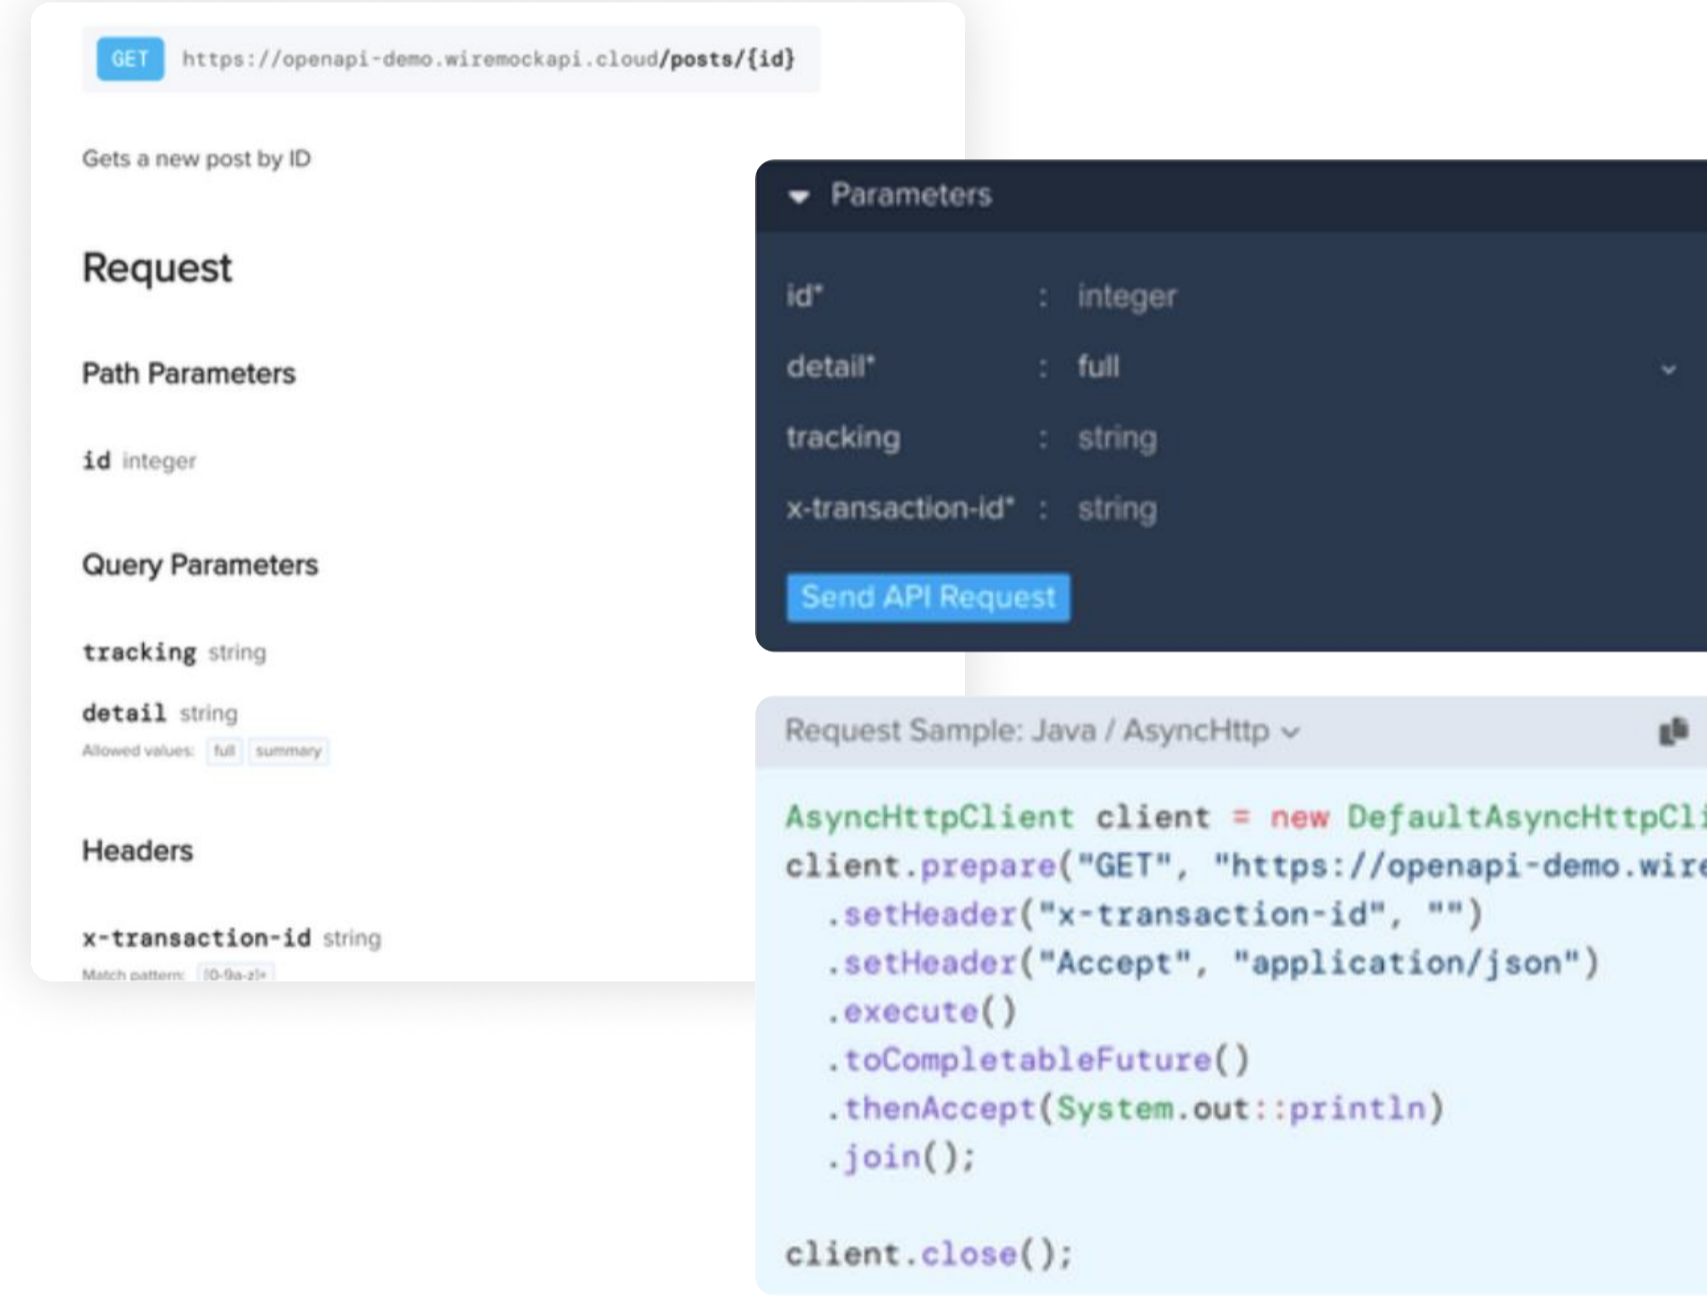 GET https://openapi-demo.wiremockapi.cloud/posts/{id}
Gets a new post by ID
Request
Path Parameters
id integer
Query Parameters
tracking string
detail string
Allowed values: full summary
Headers
x-transaction-id string
Match pattern: [0-9a-z]+
Parameters
id* : integer
detail* : full
tracking : string
x-transaction-id* : string
Send API Request
Request Sample: Java / AsyncHttp
AsyncHttpClient client = new DefaultAsyncHttpCli
client.prepare("GET", "https://openapi-demo.wire
.setHeader("x-transaction-id", "")
.setHeader("Accept", "application/json")
.execute()
.toCompletableFuture()
.thenAccept(System.out::println)
.join();
client.close();